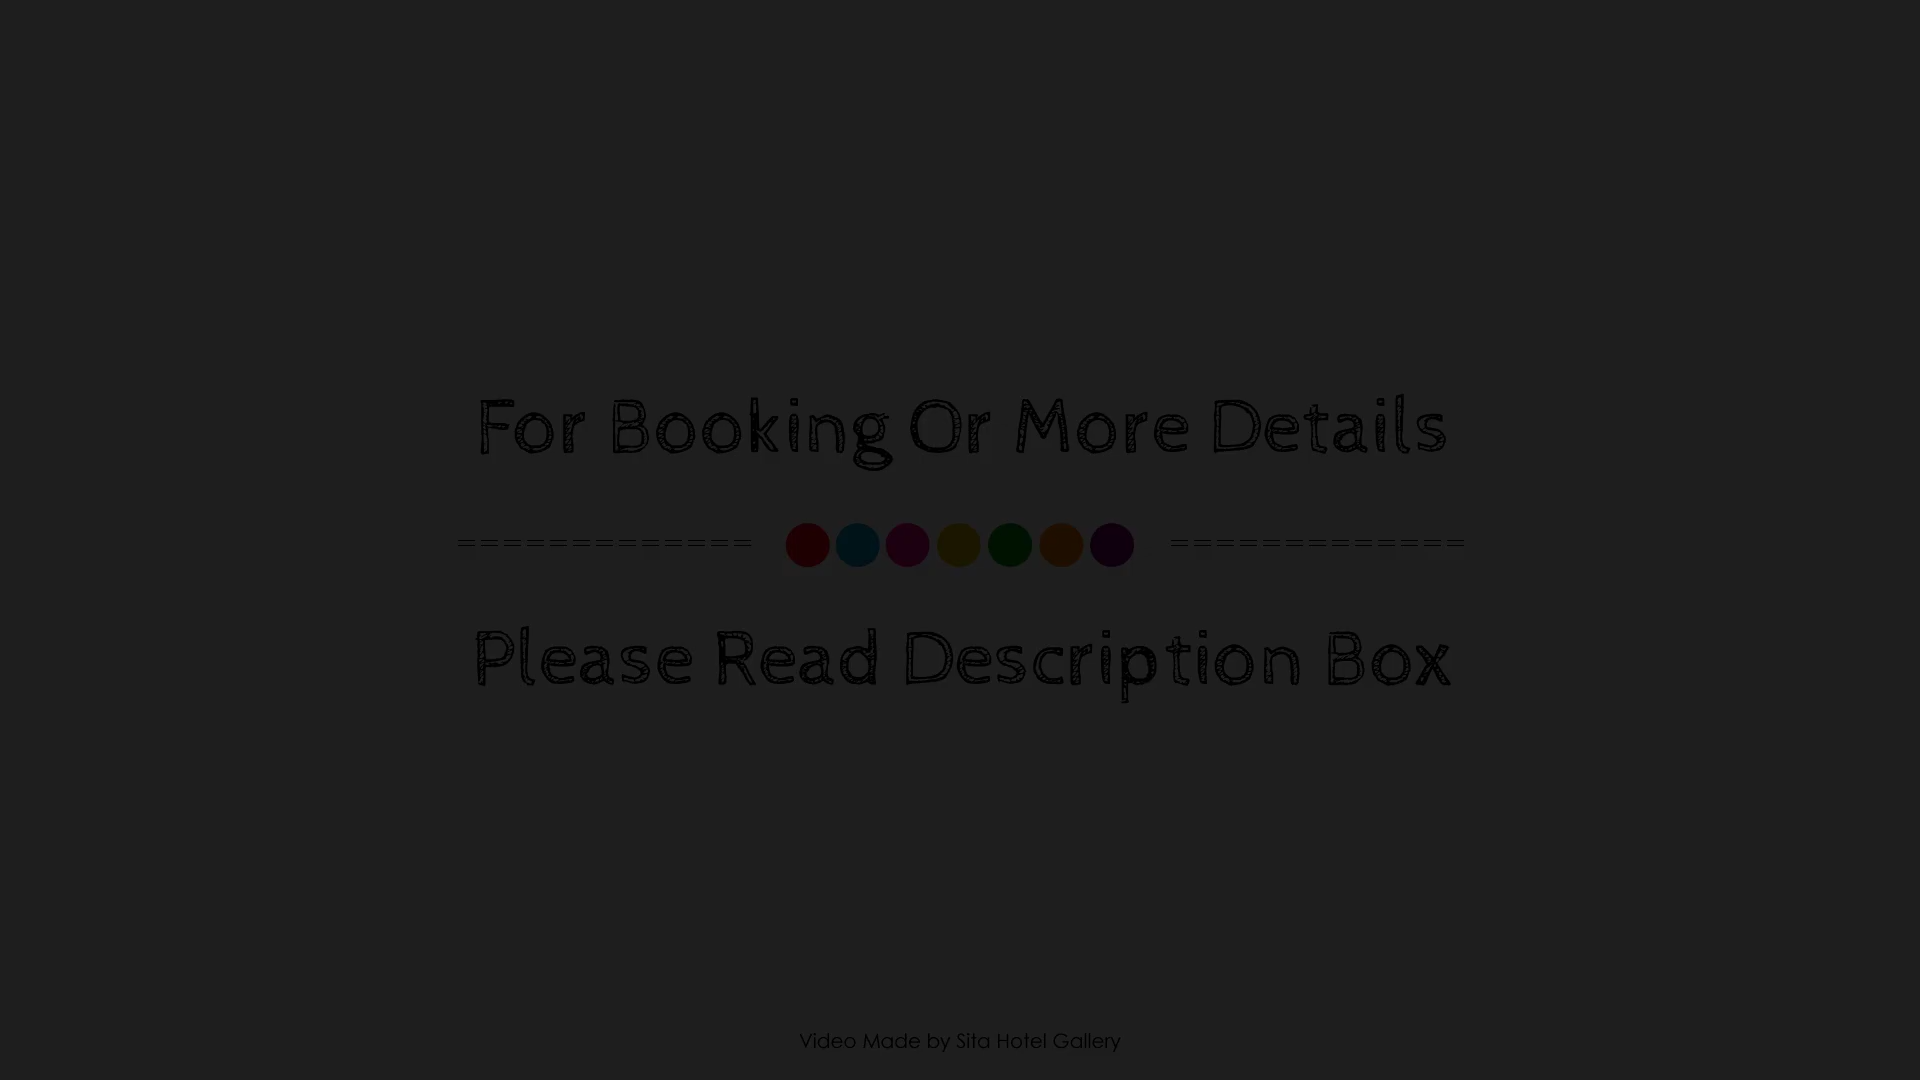 For Booking Or More Details
============= =============
Please Read Description Box
Video Made by Sita Hotel Gallery